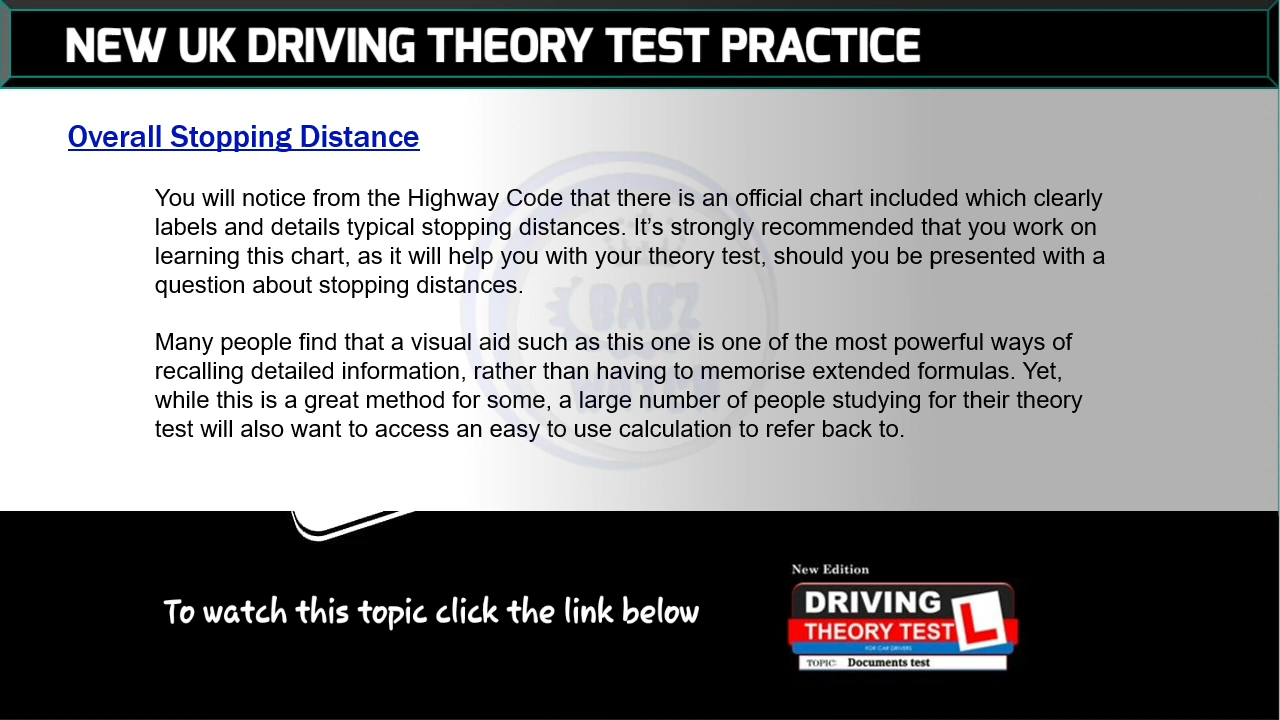 NEW UK DRIVING THEORY TEST PRACTICE
Overall Stopping Distance
You will notice from the Highway Code that there is an official chart included which clearly
labels and details typical stopping distances. It’s strongly recommended that you work on
learning this chart, as it will help you with your theory test, should you be presented with a
question about stopping distances.
Many people find that a visual aid such as this one is one of the most powerful ways of
recalling detailed information, rather than having to memorise extended formulas. Yet,
while this is a great method for some, a large number of people studying for their theory
test will also want to access an easy to use calculation to refer back to.
BABZ
To watch this topic click the link below
New Edition
DRIVING
THEORY TEST
L
FOR CAR DRIVERS
TOPIC: Documents test